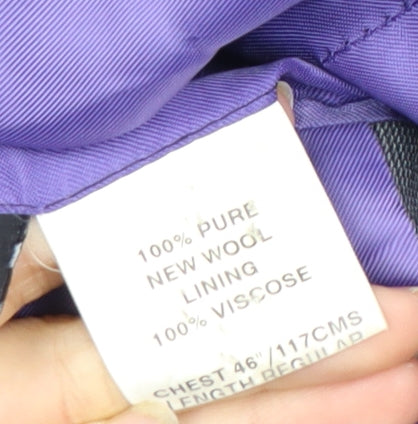 100% PURE
NEW WOOL
LINING
100% VISCOSE
CHEST 46"/117CMS
LENGTH REGULAR